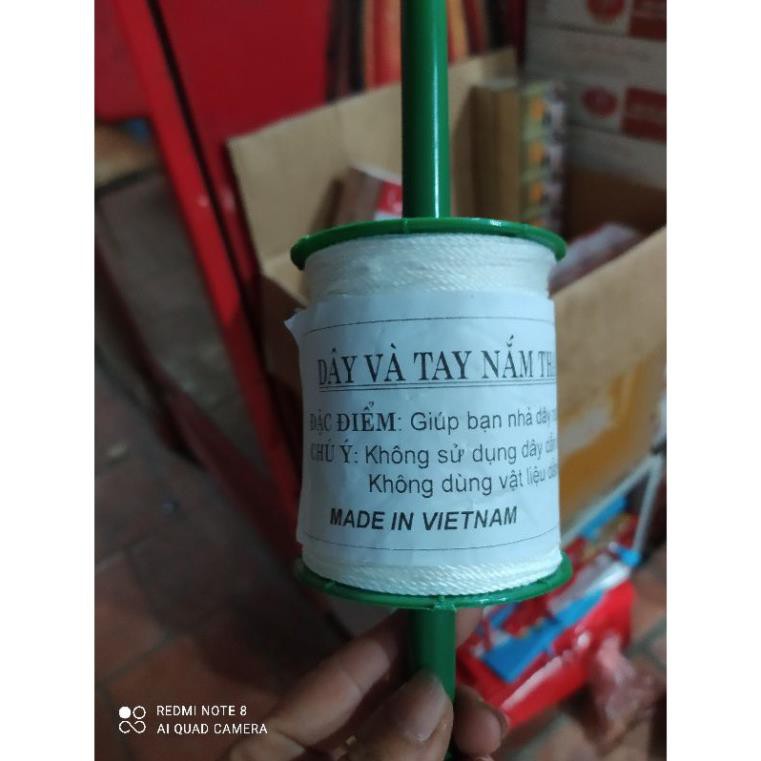 DÂY VÀ TAY NẮM
ĐẶC ĐIỂM: Giúp bạn nhả dây
CHÚ Ý: Không sử dụng dây dẫn
Không dùng vật liệu
MADE IN VIETNAM
REDMI NOTE 8
AI QUAD CAMERA